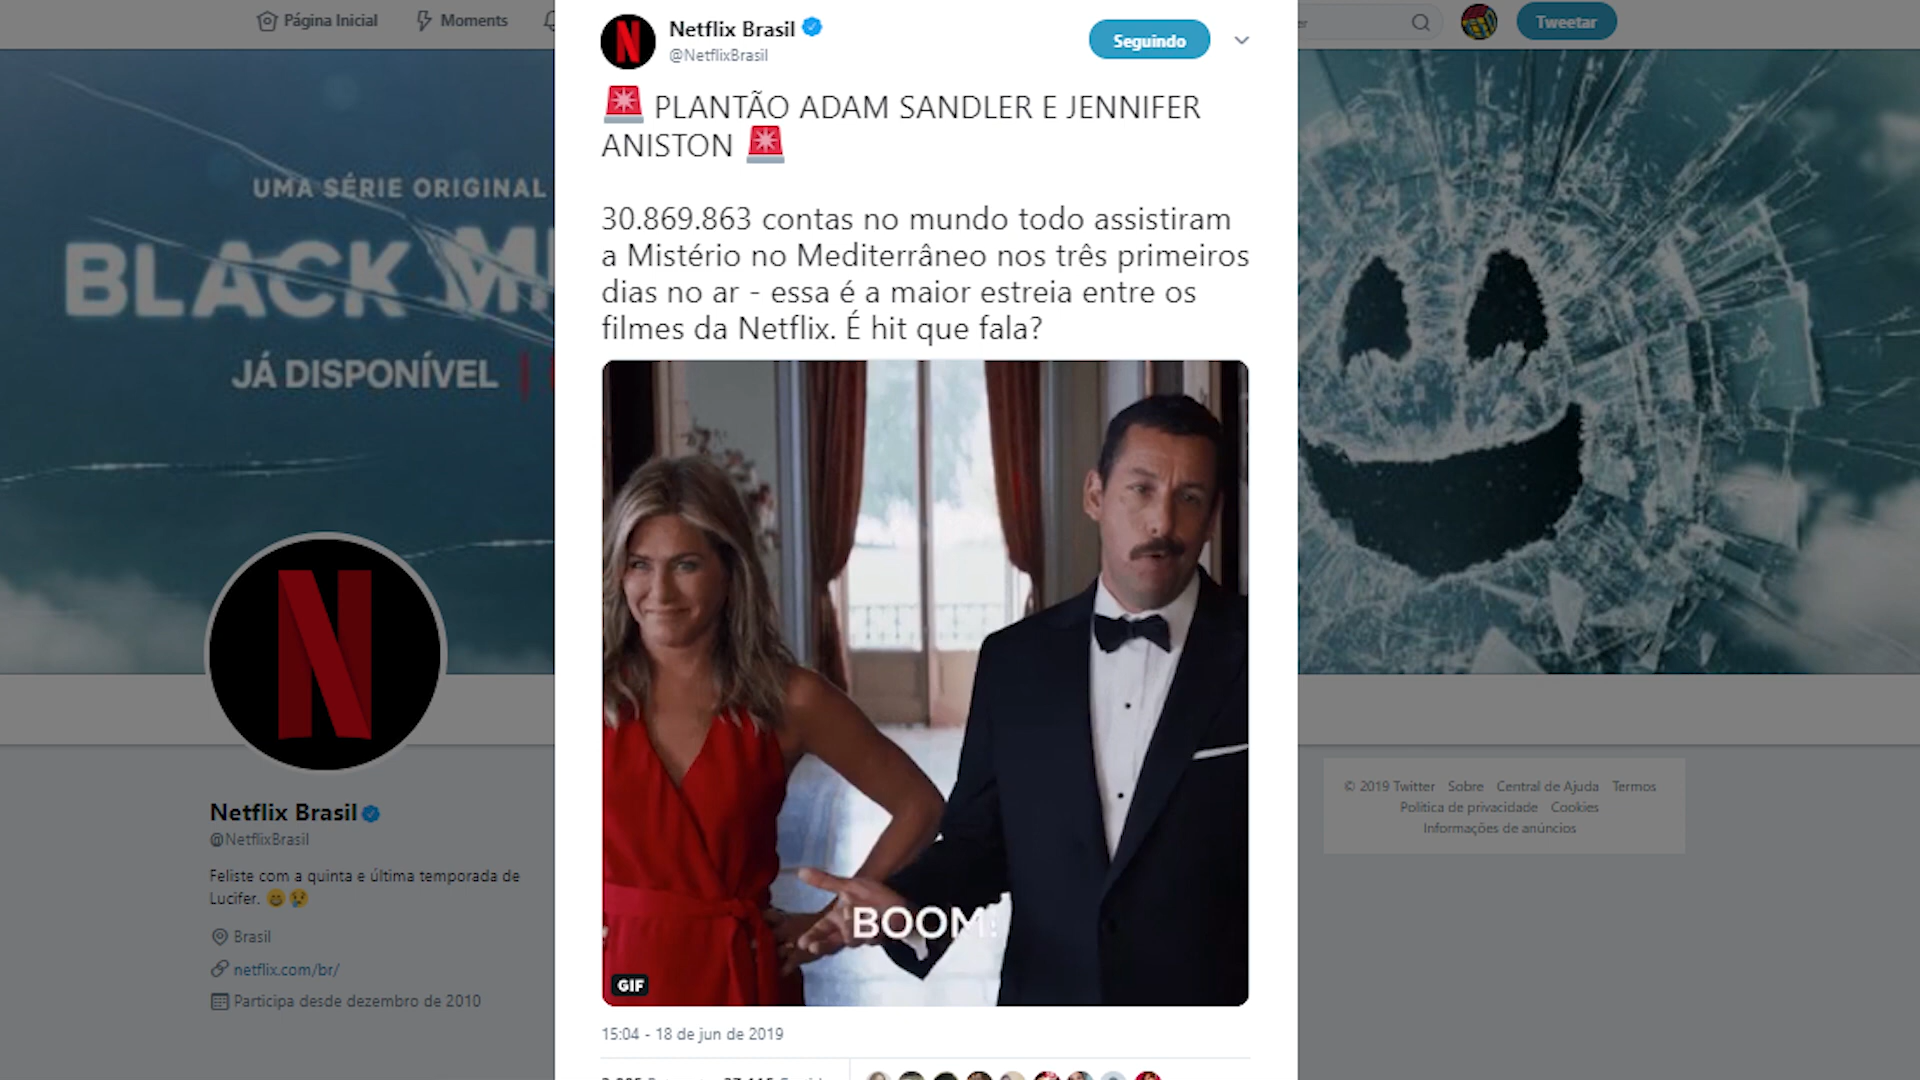 Página Inicial
Moments
Tweetar
UMA SÉRIE ORIGINAL
BLACK MI
JÁ DISPONÍVEL
N
Netflix Brasil
@NetflixBrasil
Feliste com a quinta e última temporada de
Lucifer. 😄😢
Brasil
netflix.com/br/
Participa desde dezembro de 2010
N
Netflix Brasil
@NetflixBrasil
Seguindo
🚨 PLANTÃO ADAM SANDLER E JENNIFER
ANISTON 🚨
30.869.863 contas no mundo todo assistiram
a Mistério no Mediterrâneo nos três primeiros
dias no ar - essa é a maior estreia entre os
filmes da Netflix. É hit que fala?
BOOM!
GIF
15:04 - 18 de jun de 2019
© 2019 Twitter Sobre Central de Ajuda Termos
Política de privacidade Cookies
Informações de anúncios